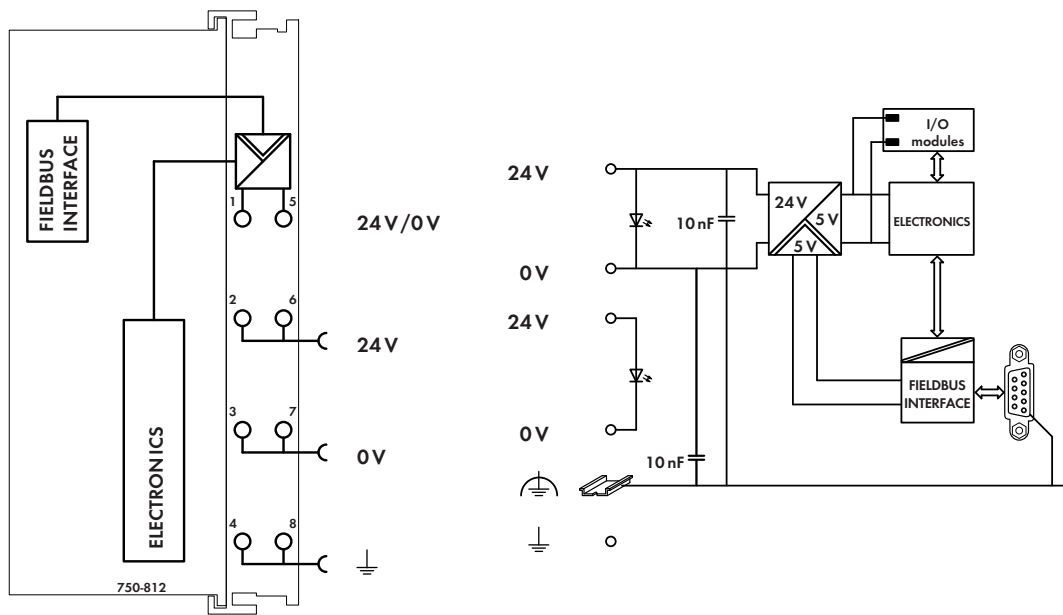 FIELDBUS
INTERFACE
1
5
24V/0V
2
6
24V
3
7
0V
ELECTRONICS
4
8
750-812
24V
10nF
0V
24V
0V
10nF
24V
5V
5V
I/O
modules
ELECTRONICS
FIELDBUS
INTERFACE